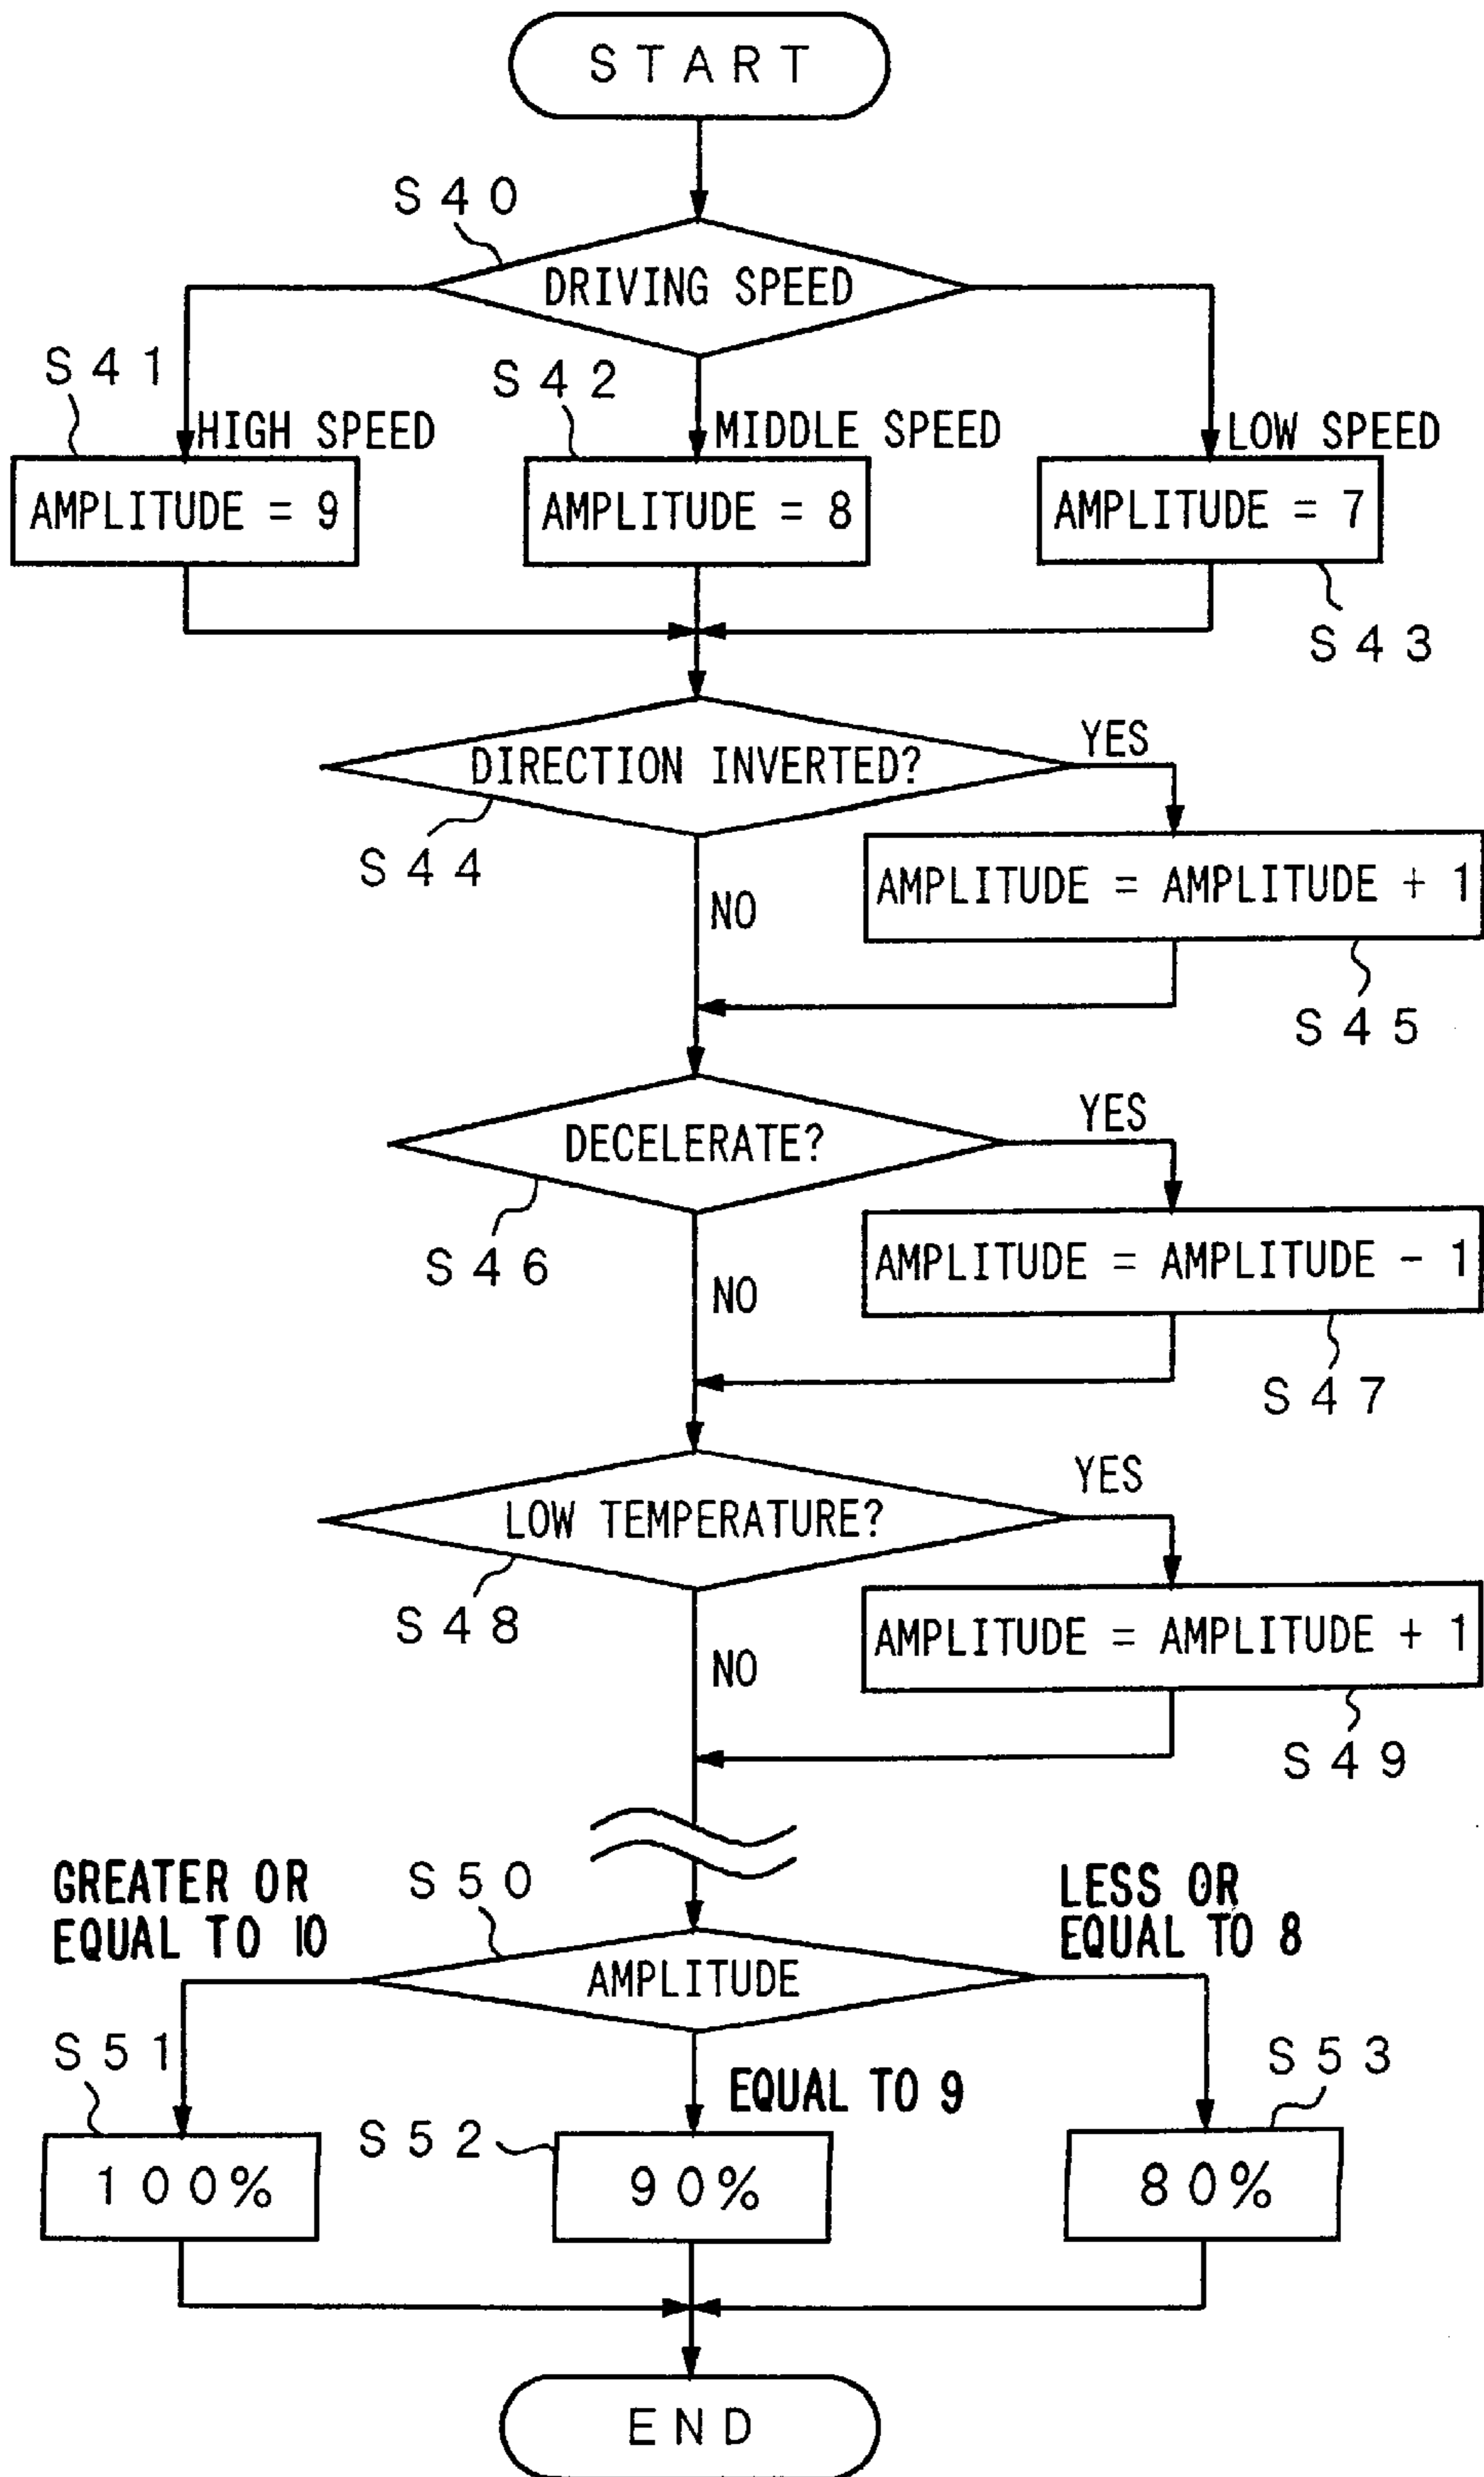 START
S40
DRIVING SPEED
S41
S42
HIGH SPEED
MIDDLE SPEED
LOW SPEED
AMPLITUDE = 9
AMPLITUDE = 8
AMPLITUDE = 7
S43
DIRECTION INVERTED?
YES
S44
NO
AMPLITUDE = AMPLITUDE + 1
S45
DECELERATE?
YES
S46
NO
AMPLITUDE = AMPLITUDE - 1
S47
LOW TEMPERATURE?
YES
S48
NO
AMPLITUDE = AMPLITUDE + 1
S49
GREATER OR
EQUAL TO 10
S50
LESS OR
EQUAL TO 8
AMPLITUDE
S51
EQUAL TO 9
S53
S52
100%
90%
80%
END